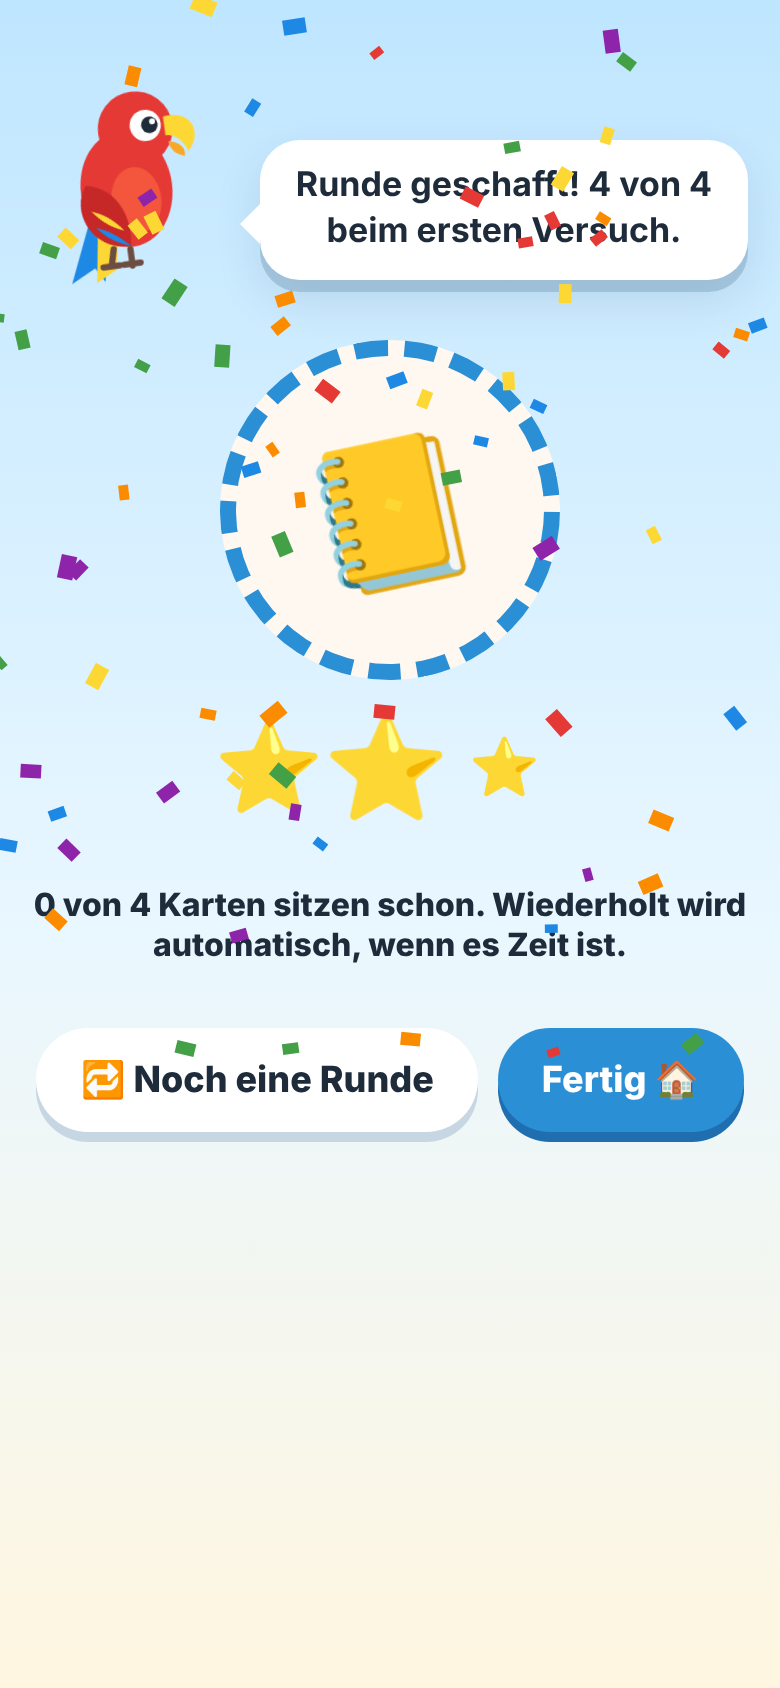 Runde geschafft! 4 von 4
beim ersten Versuch.
0 von 4 Karten sitzen schon. Wiederholt wird
automatisch, wenn es Zeit ist.
🔁 Noch eine Runde
Fertig 🏠